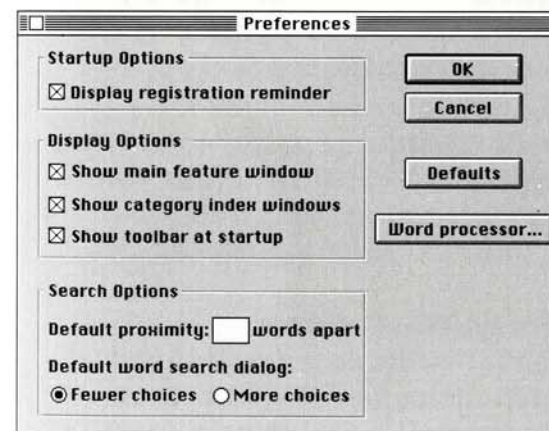 Preferences
Startup Options
Display registration reminder
OK
Cancel
Display Options
Show main feature window
Show category index windows
Show toolbar at startup
Defaults
Word processor...
Search Options
Default proximity: words apart
Default word search dialog:
Fewer choices More choices